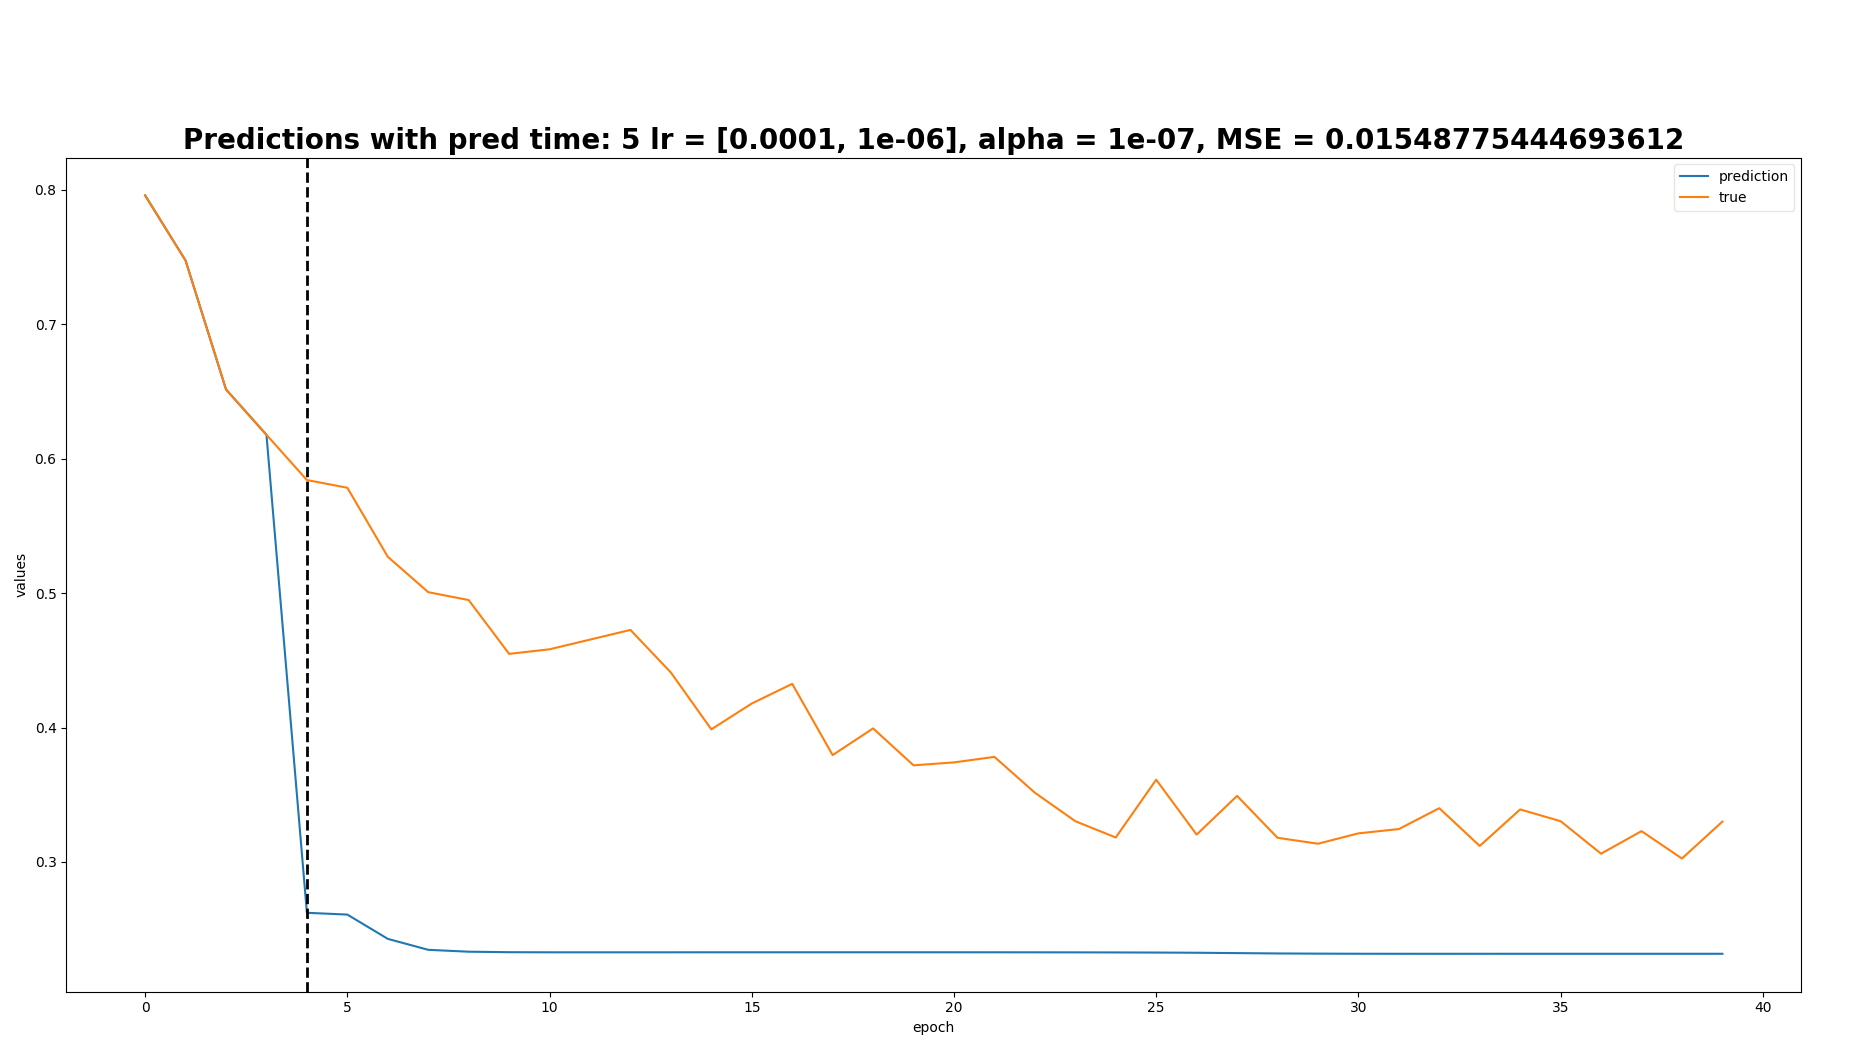 Predictions with pred time: 5 lr = [0.0001, 1e-06], alpha = 1e-07, MSE = 0.01548775444693612
prediction
true
values
0.8
0.7
0.6
0.5
0.4
0.3
0 5 10 15 20 25 30 35 40
epoch